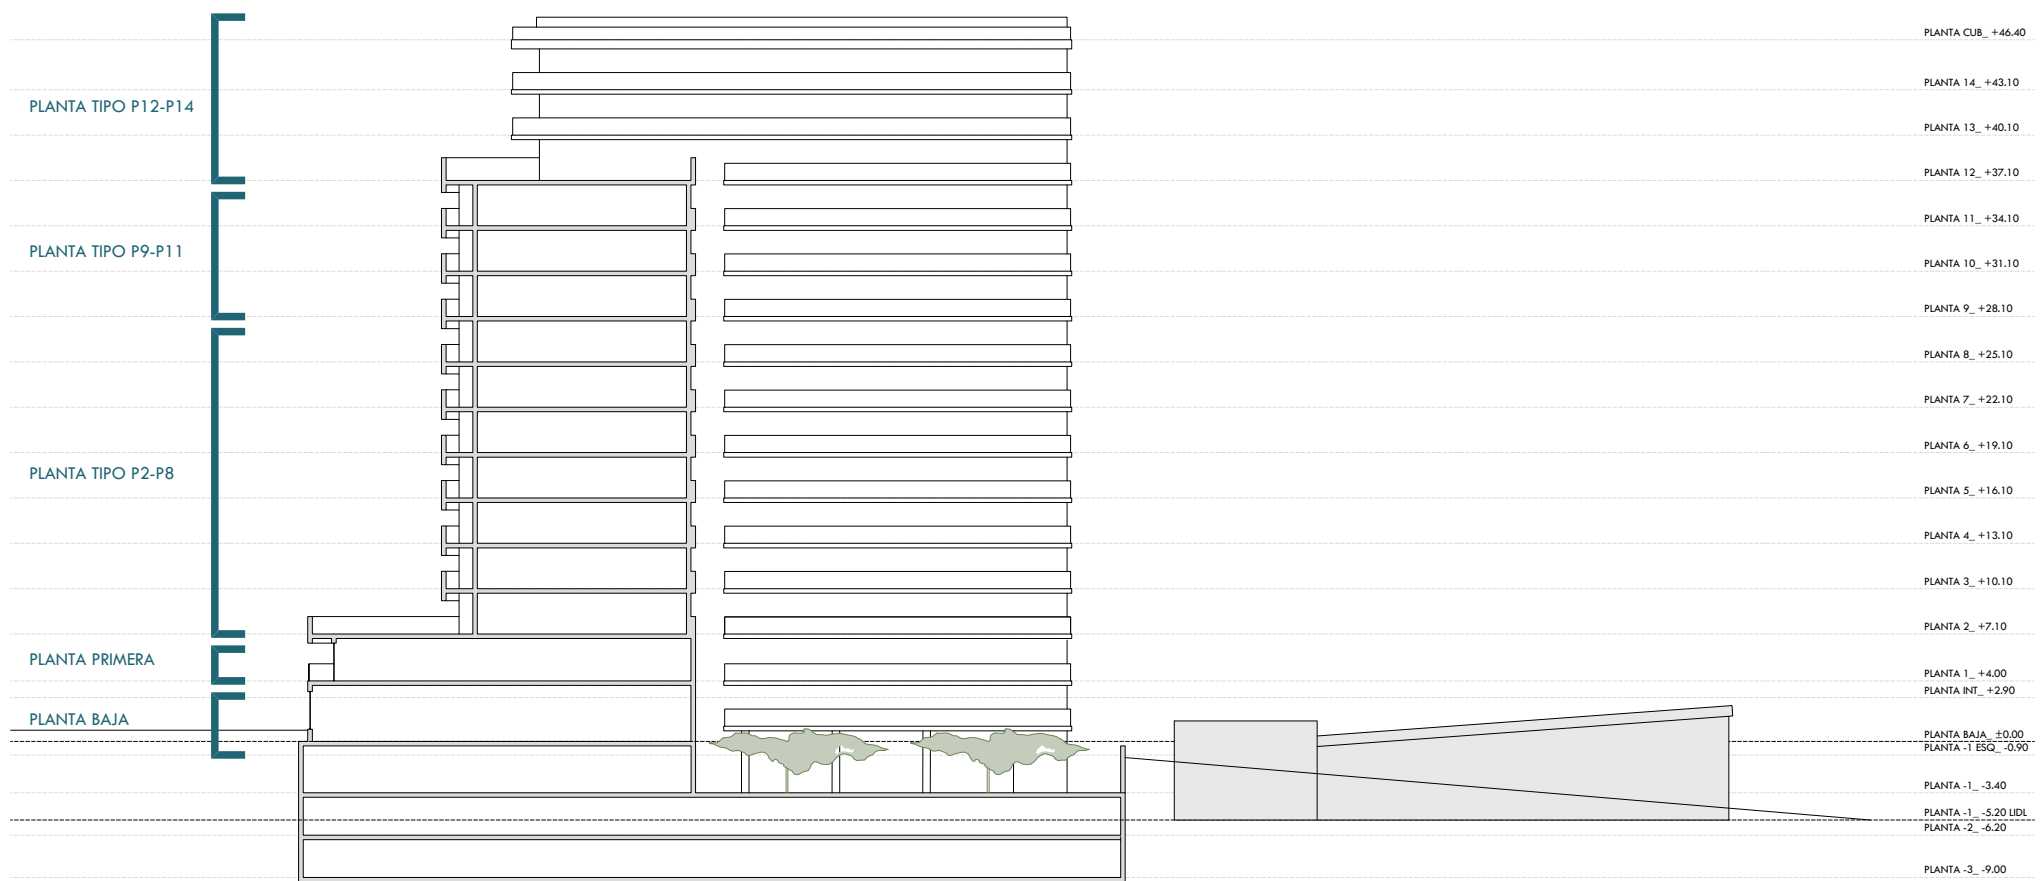 PLANTA CUB_ +46.40
PLANTA 14_ +43.10
PLANTA TIPO P12-P14
PLANTA 13_ +40.10
PLANTA 12_ +37.10
PLANTA 11_ +34.10
PLANTA TIPO P9-P11
PLANTA 10_ +31.10
PLANTA 9_ +28.10
PLANTA 8_ +25.10
PLANTA 7_ +22.10
PLANTA 6_ +19.10
PLANTA TIPO P2-P8
PLANTA 5_ +16.10
PLANTA 4_ +13.10
PLANTA 3_ +10.10
PLANTA 2_ +7.10
PLANTA PRIMERA
PLANTA 1_ +4.00
PLANTA INT_ +2.90
PLANTA BAJA
PLANTA BAJA_ ±0.00
PLANTA -1 ESQ_ -0.90
PLANTA -1_ -3.40
PLANTA -1_ -5.20 LIDL
PLANTA -2_ -6.20
PLANTA -3_ -9.00